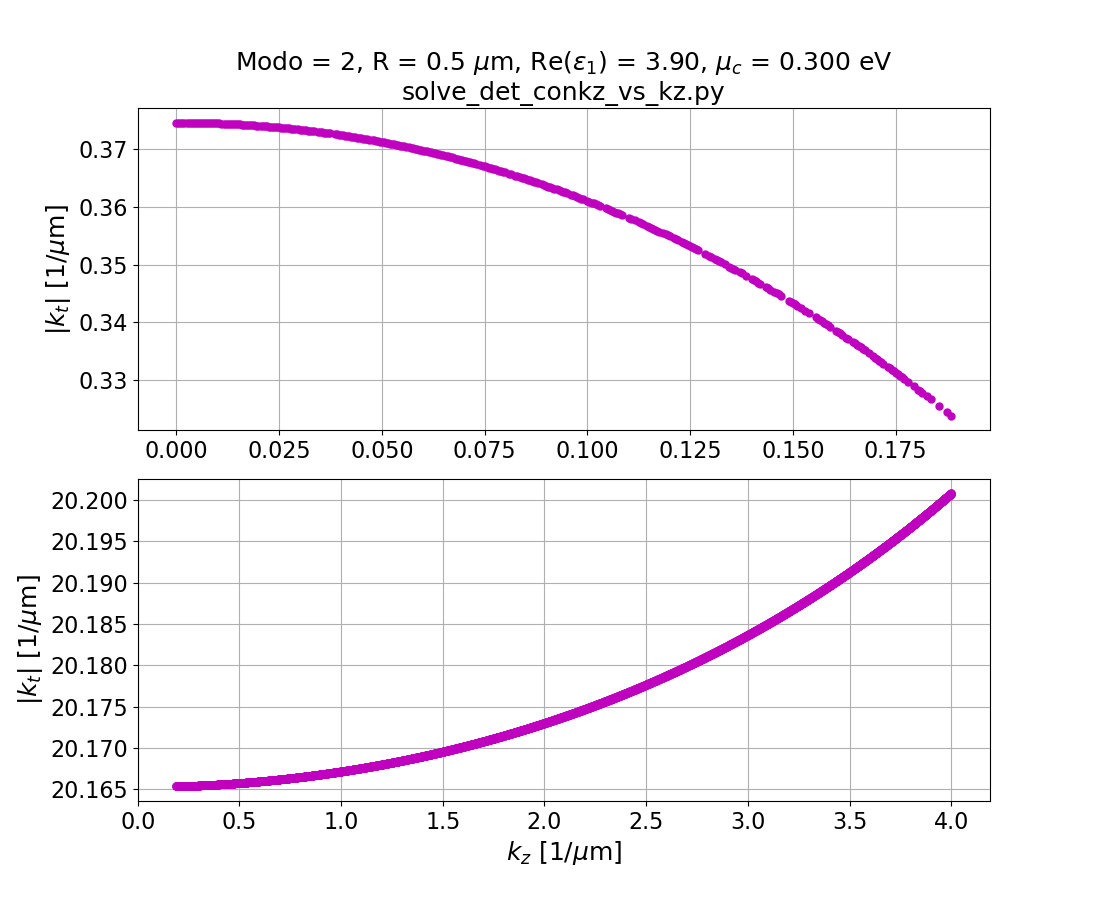 Modo = 2, R = 0.5 μm, Re(ε₁) = 3.90, μ_c = 0.300 eV
solve_det_conkz_vs_kz.py
|k_t| [1/μm]
0.37
0.36
0.35
0.34
0.33
0.000 0.025 0.050 0.075 0.100 0.125 0.150 0.175
|k_t| [1/μm]
20.200
20.195
20.190
20.185
20.180
20.175
20.170
20.165
0.0 0.5 1.0 1.5 2.0 2.5 3.0 3.5 4.0
k_z [1/μm]